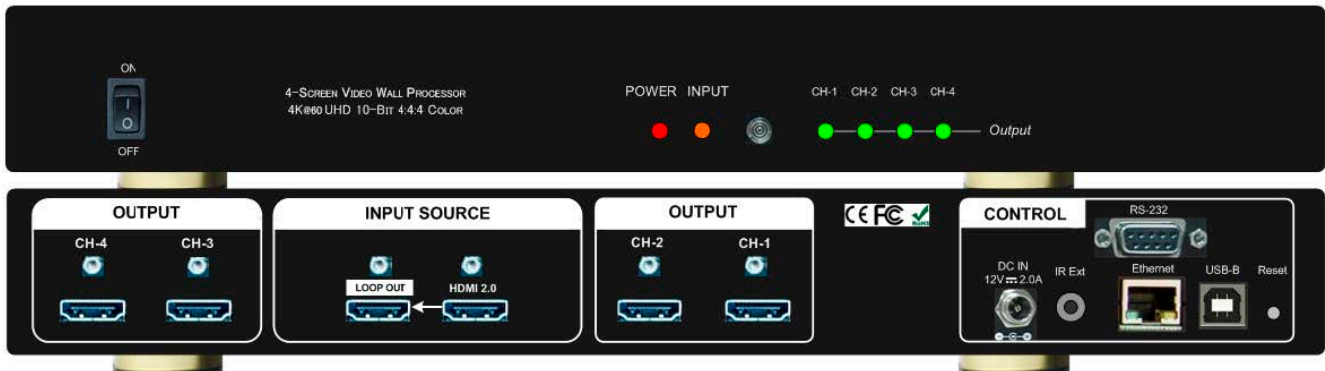 ON
OFF
4-Screen Video Wall Processor
4K@60 UHD 10-Bit 4:4:4 Color
POWER INPUT
CH-1 CH-2 CH-3 CH-4
Output
OUTPUT
CH-4 CH-3
INPUT SOURCE
LOOP OUT HDMI 2.0
OUTPUT
CH-2 CH-1
CE FC RoHS
CONTROL
RS-232
DC IN
12V 2.0A
IR Ext
Ethernet
USB-B
Reset